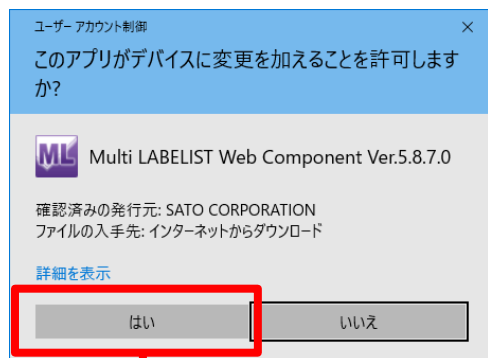 ユーザー アカウント制御
このアプリがデバイスに変更を加えることを許可します
か?
ML Multi LABELIST Web Component Ver.5.8.7.0
確認済みの発行元: SATO CORPORATION
ファイルの入手先: インターネットからダウンロード
詳細を表示
はい いいえ